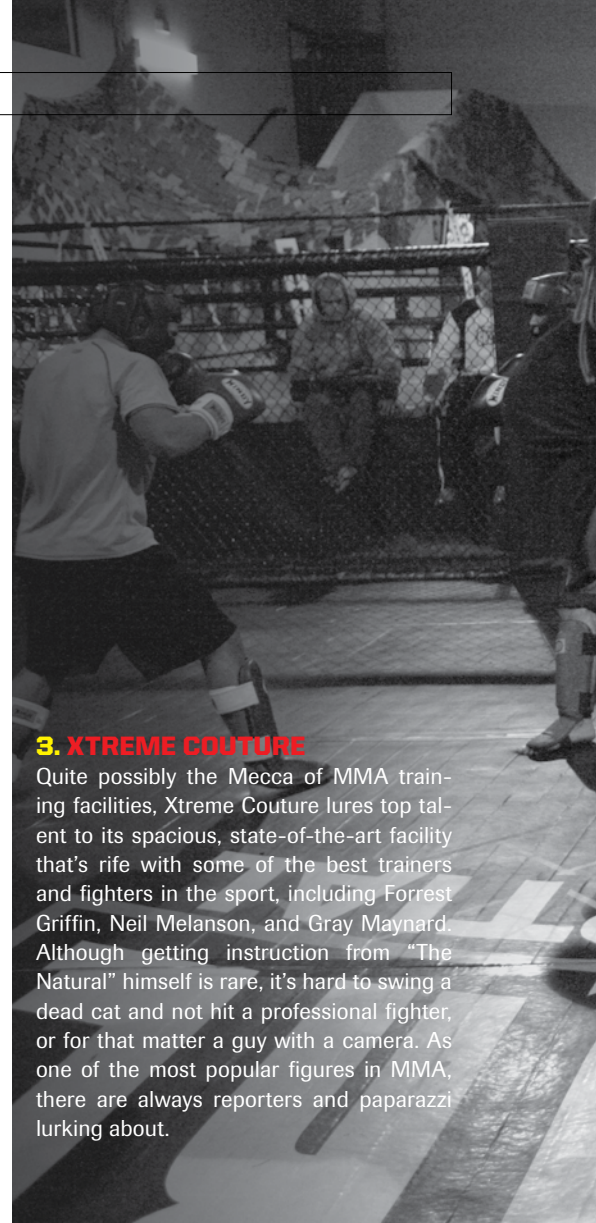 3. XTREME COUTURE
Quite possibly the Mecca of MMA train-
ing facilities, Xtreme Couture lures top tal-
ent to its spacious, state-of-the-art facility
that's rife with some of the best trainers
and fighters in the sport, including Forrest
Griffin, Neil Melanson, and Gray Maynard.
Although getting instruction from “The
Natural” himself is rare, it's hard to swing a
dead cat and not hit a professional fighter,
or for that matter a guy with a camera. As
one of the most popular figures in MMA,
there are always reporters and paparazzi
lurking about.